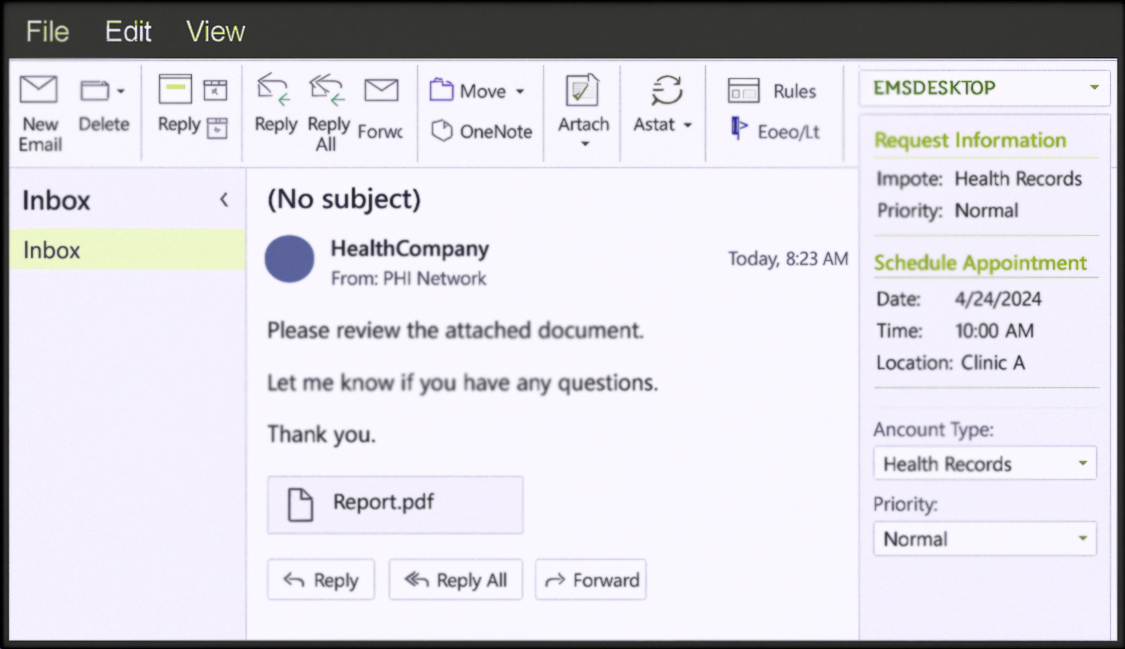 File Edit View
New Email
Delete
Reply
Reply
Reply All
Forwc
Move
OneNote
Artach
Astat
Rules
Eoeo/Lt
EMSDESKTOP
Inbox
Inbox
(No subject)
HealthCompany
From: PHI Network
Today, 8:23 AM
Please review the attached document.
Let me know if you have any questions.
Thank you.
Report.pdf
Reply Reply All Forward
Request Information
Impote: Health Records
Priority: Normal
Schedule Appointment
Date: 4/24/2024
Time: 10:00 AM
Location: Clinic A
Ancount Type:
Health Records
Priority:
Normal